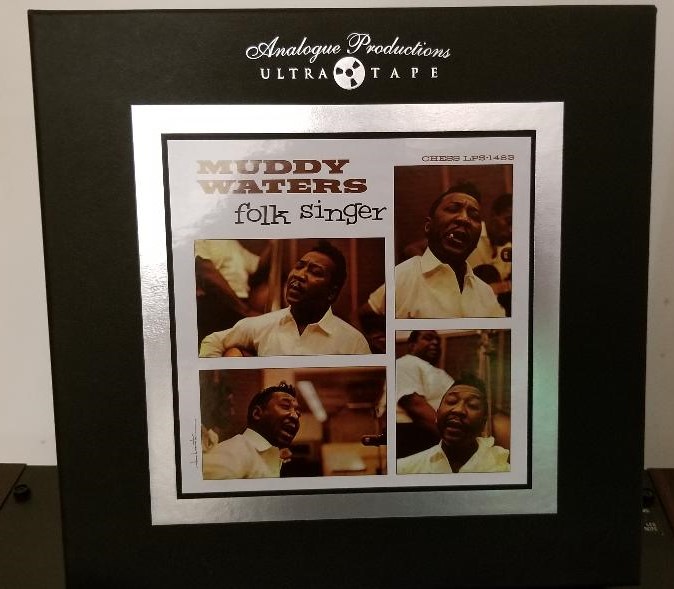 Analogue Productions
ULTRA TAPE
CHESS LPS-1483
MUDDY
WATERS
folk singer